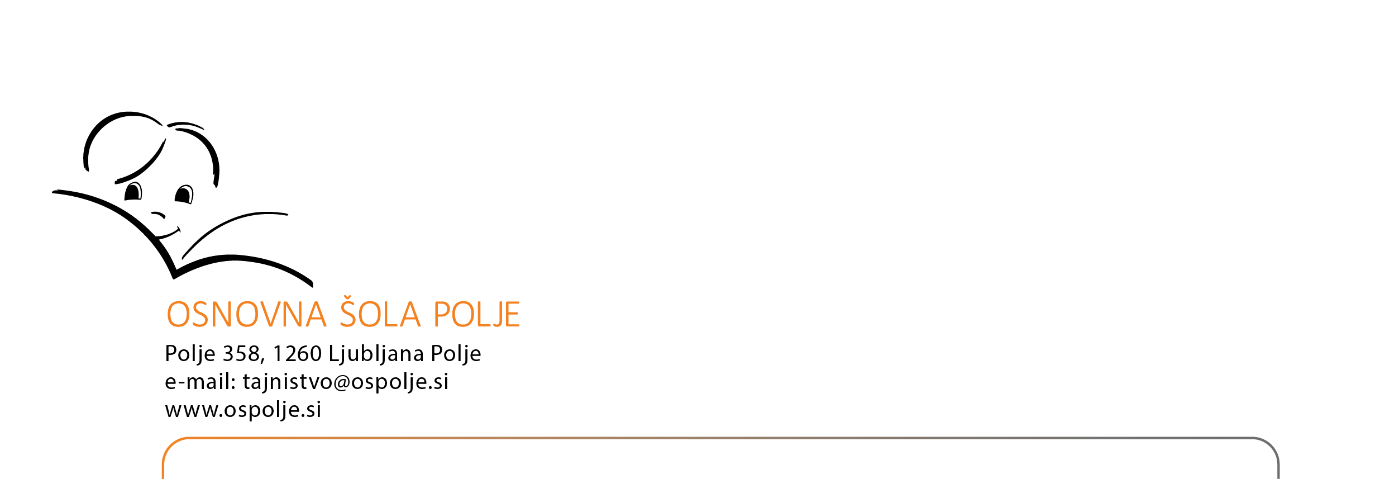 OSNOVNA ŠOLA POLJE
Polje 358, 1260 Ljubljana Polje
e-mail: tajnistvo@ospolje.si
www.ospolje.si